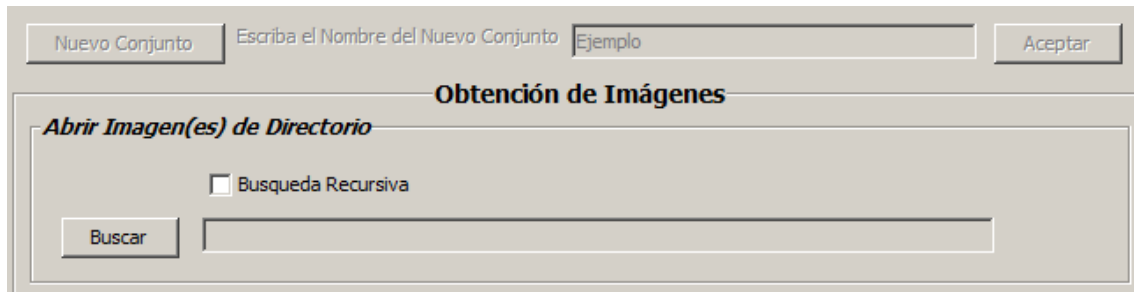 Nuevo Conjunto Escriba el Nombre del Nuevo Conjunto Ejemplo Aceptar
Obtención de Imágenes
Abrir Imagen(es) de Directorio
Busqueda Recursiva
Buscar